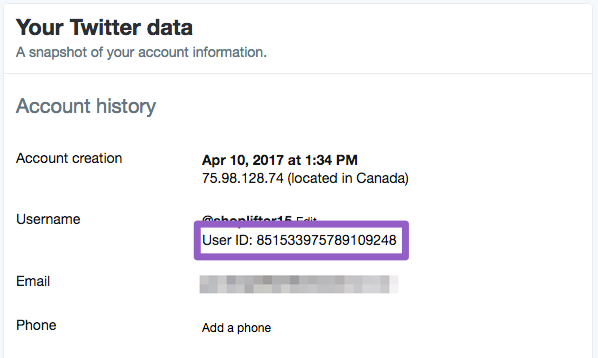 Your Twitter data
A snapshot of your account information.
Account history
Account creation
Apr 10, 2017 at 1:34 PM
75.98.128.74 (located in Canada)
Username
@shoplifter15 Edit
User ID: 851533975789109248
Email
Phone
Add a phone